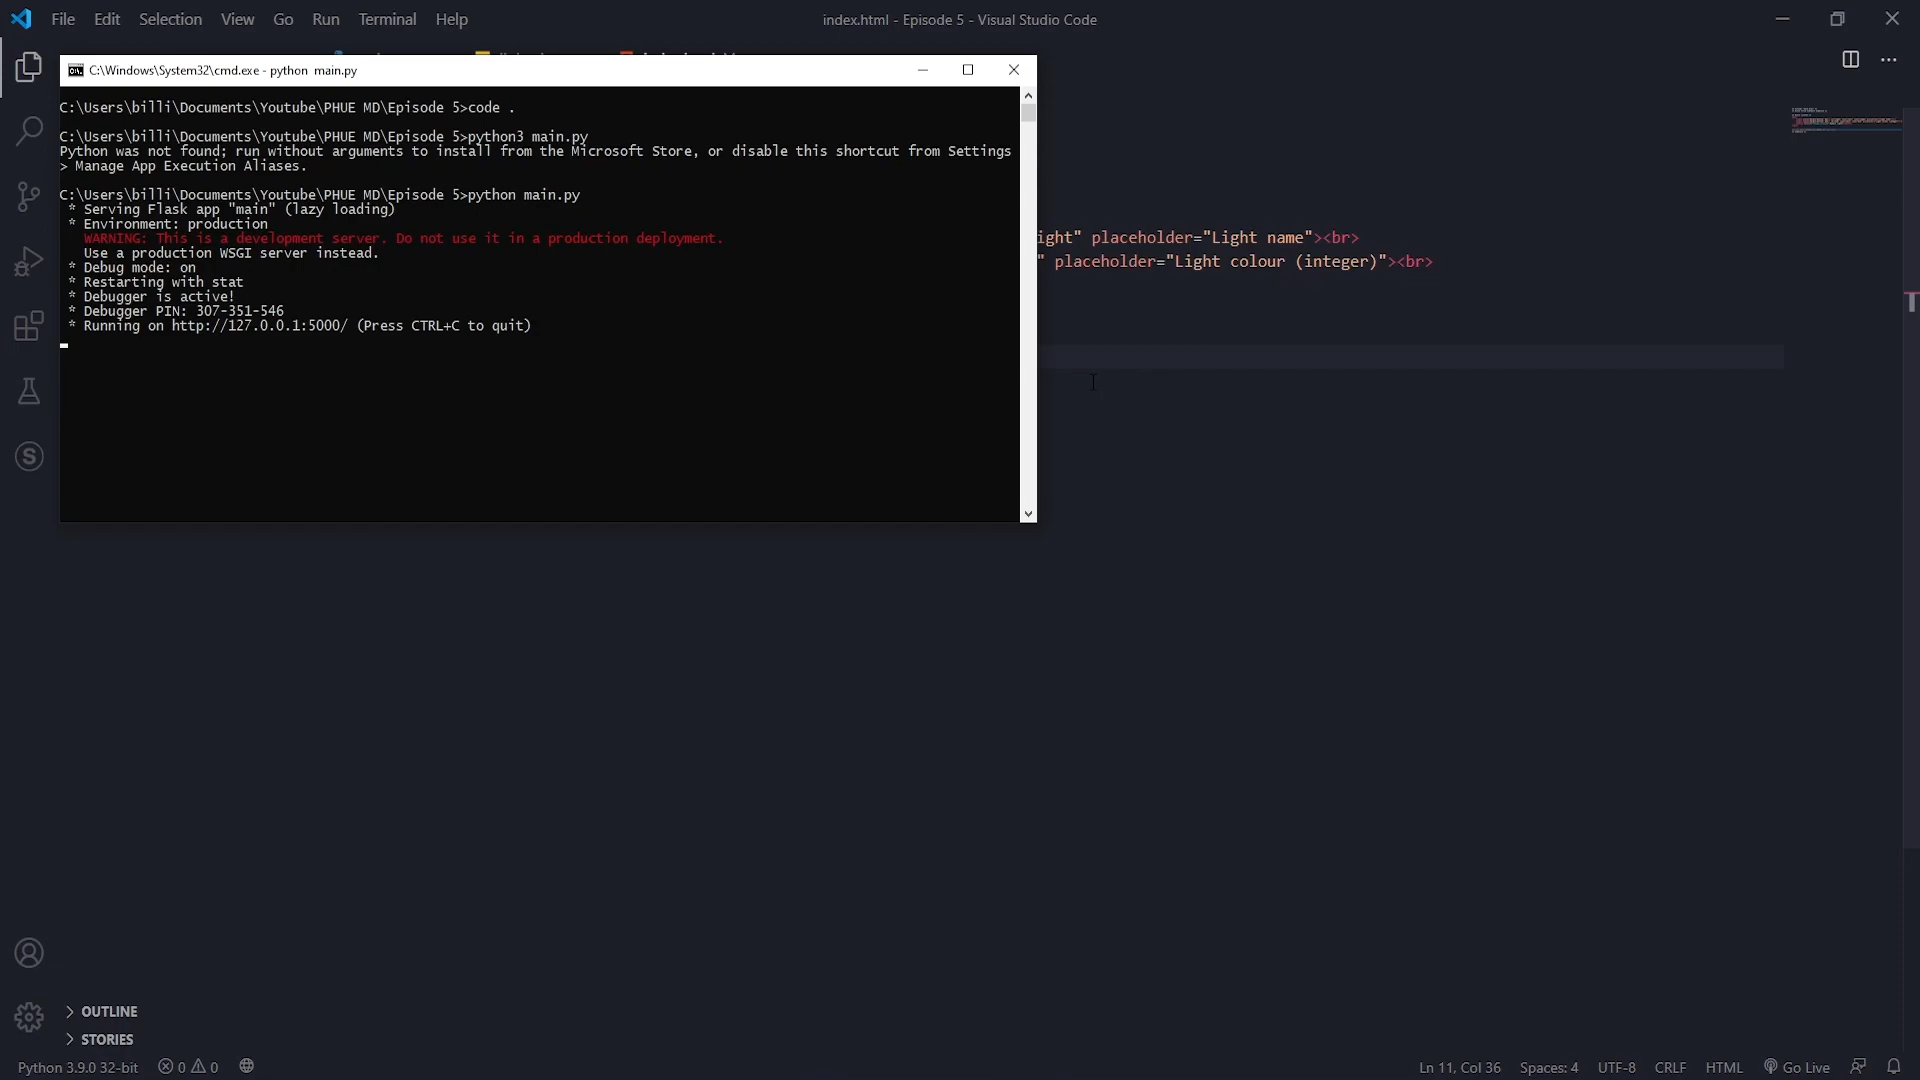 File Edit Selection View Go Run Terminal Help
index.html - Episode 5 - Visual Studio Code
C:\Windows\System32\cmd.exe - python  main.py
C:\Users\billi\Documents\Youtube\PHUE MD\Episode 5>code .
C:\Users\billi\Documents\Youtube\PHUE MD\Episode 5>python3 main.py
Python was not found; run without arguments to install from the Microsoft Store, or disable this shortcut from Settings
> Manage App Execution Aliases.
C:\Users\billi\Documents\Youtube\PHUE MD\Episode 5>python main.py
* Serving Flask app "main" (lazy loading)
* Environment: production
WARNING: This is a development server. Do not use it in a production deployment.
Use a production WSGI server instead.
* Debug mode: on
* Restarting with stat
* Debugger is active!
* Debugger PIN: 307-351-546
* Running on http://127.0.0.1:5000/ (Press CTRL+C to quit)
ight" placeholder="Light name"><br>
" placeholder="Light colour (integer)"><br>
OUTLINE
STORIES
Python 3.9.0 32-bit 0 0 Ln 11, Col 36 Spaces: 4 UTF-8 CRLF HTML Go Live